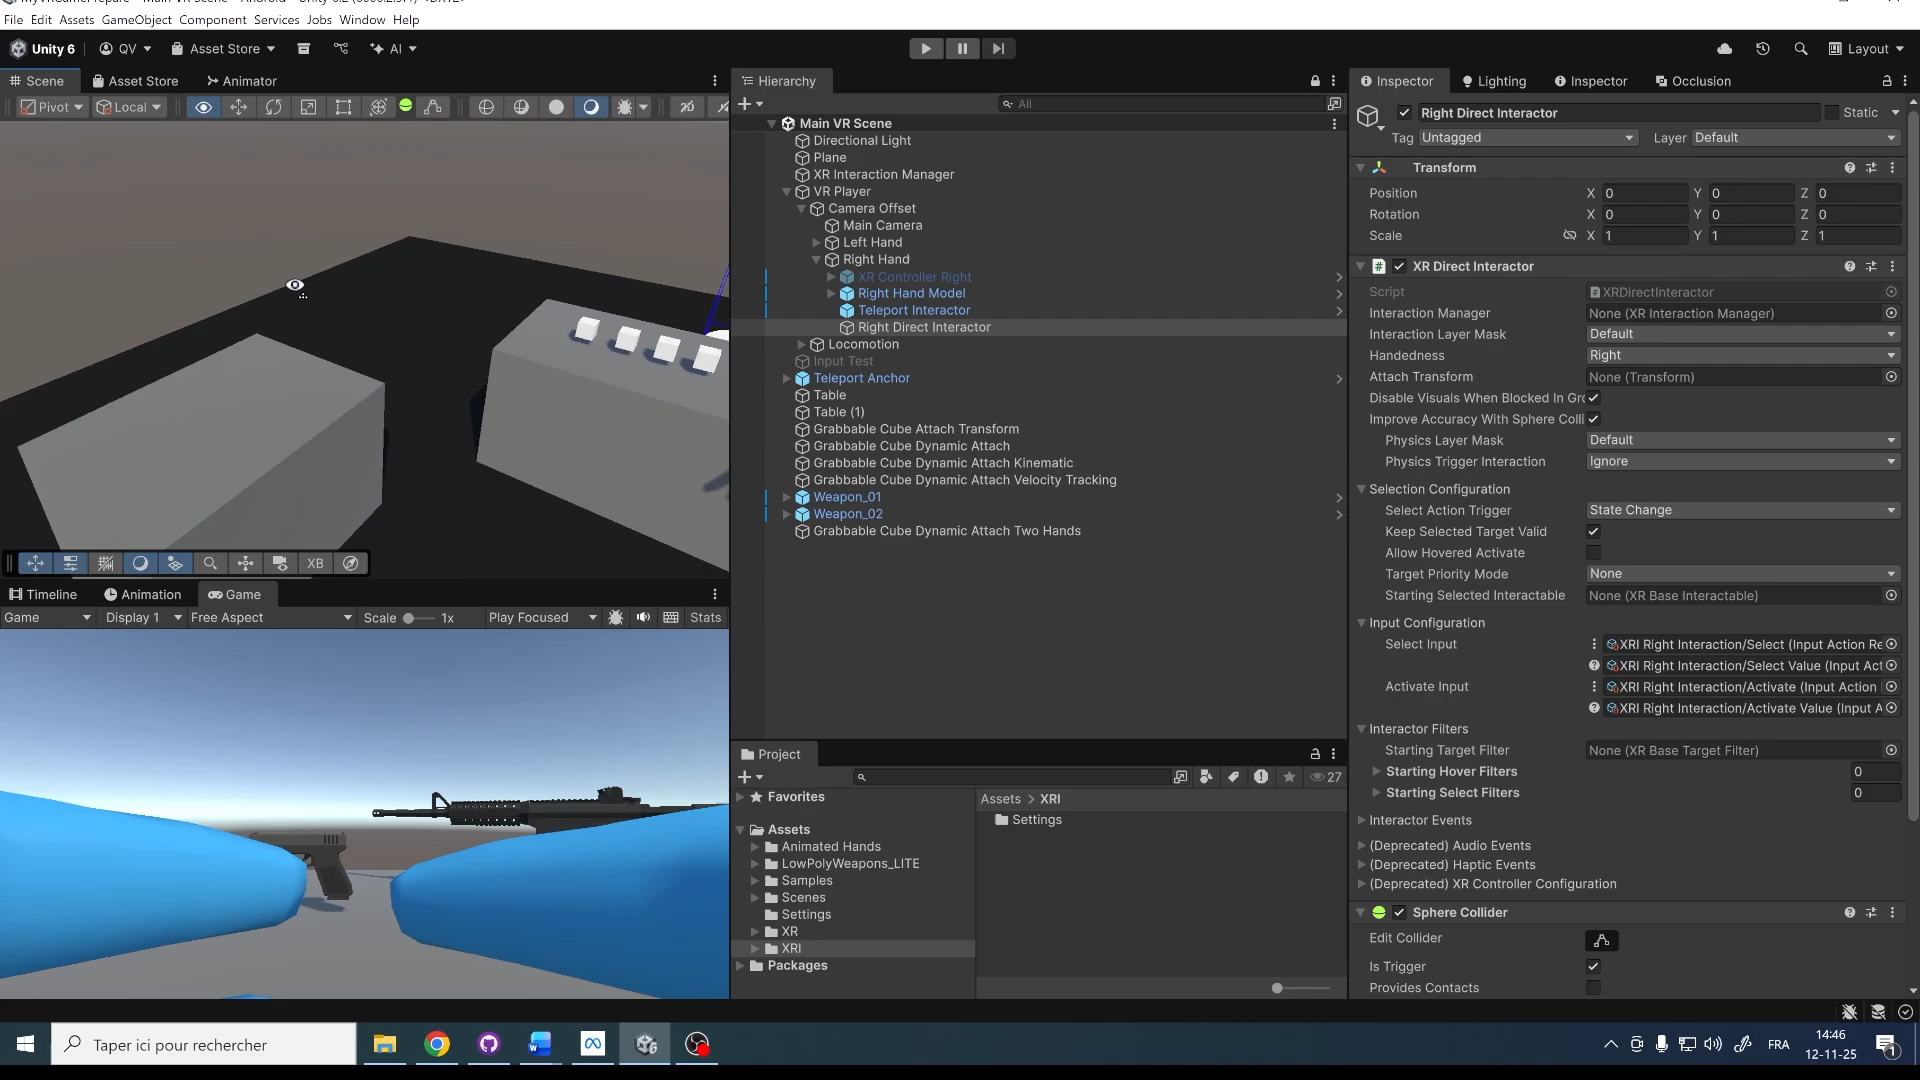 File Edit Assets GameObject Component Services Jobs Window Help
Unity 6 QV Asset Store AI Layout
Scene Asset Store Animator
Pivot Local 2D
XB
Timeline Animation Game
Game Display 1 Free Aspect Scale 1x Play Focused Stats
Hierarchy
All
Main VR Scene
Directional Light
Plane
XR Interaction Manager
VR Player
Camera Offset
Main Camera
Left Hand
Right Hand
XR Controller Right
Right Hand Model
Teleport Interactor
Right Direct Interactor
Locomotion
Input Test
Teleport Anchor
Table
Table (1)
Grabbable Cube Attach Transform
Grabbable Cube Dynamic Attach
Grabbable Cube Dynamic Attach Kinematic
Grabbable Cube Dynamic Attach Velocity Tracking
Weapon_01
Weapon_02
Grabbable Cube Dynamic Attach Two Hands
Project
27
Favorites
Assets
Animated Hands
LowPolyWeapons_LITE
Samples
Scenes
Settings
XR
XRI
Packages
Assets > XRI
Settings
Inspector Lighting Inspector Occlusion
Right Direct Interactor Static
Tag Untagged Layer Default
Transform
Position X 0 Y 0 Z 0
Rotation X 0 Y 0 Z 0
Scale X 1 Y 1 Z 1
XR Direct Interactor
Script XRDirectInteractor
Interaction Manager None (XR Interaction Manager)
Interaction Layer Mask Default
Handedness Right
Attach Transform None (Transform)
Disable Visuals When Blocked In Gro
Improve Accuracy With Sphere Colli
Physics Layer Mask Default
Physics Trigger Interaction Ignore
Selection Configuration
Select Action Trigger State Change
Keep Selected Target Valid
Allow Hovered Activate
Target Priority Mode None
Starting Selected Interactable None (XR Base Interactable)
Input Configuration
Select Input XRI Right Interaction/Select (Input Action Re
XRI Right Interaction/Select Value (Input Act
Activate Input XRI Right Interaction/Activate (Input Action
XRI Right Interaction/Activate Value (Input A
Interactor Filters
Starting Target Filter None (XR Base Target Filter)
Starting Hover Filters 0
Starting Select Filters 0
Interactor Events
(Deprecated) Audio Events
(Deprecated) Haptic Events
(Deprecated) XR Controller Configuration
Sphere Collider
Edit Collider
Is Trigger
Provides Contacts
Taper ici pour rechercher
FRA
14:46
12-11-25
1